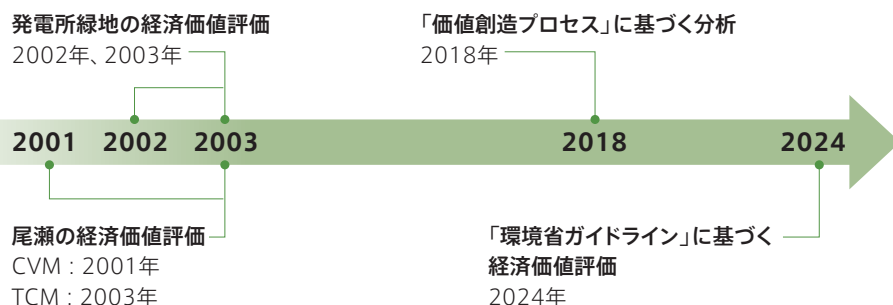 発電所緑地の経済価値評価
2002年、2003年
「価値創造プロセス」に基づく分析
2018年
2001 2002 2003 2018 2024
尾瀬の経済価値評価
CVM : 2001年
TCM : 2003年
「環境省ガイドライン」に基づく
経済価値評価
2024年